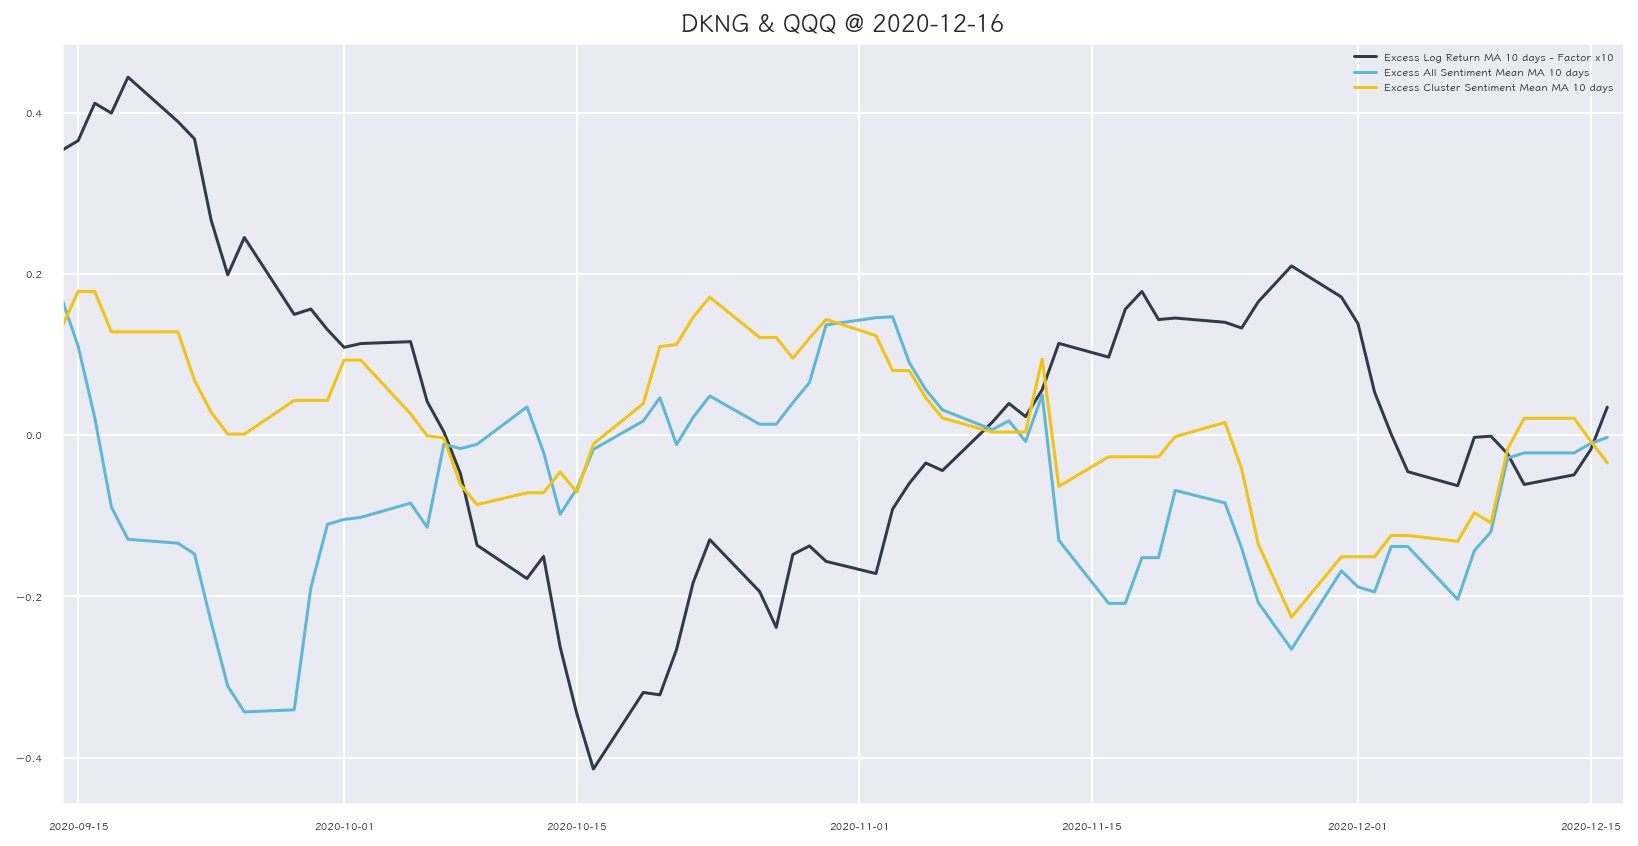 DKNG & QQQ @ 2020-12-16
Excess Log Return MA 10 days - Factor x10
Excess All Sentiment Mean MA 10 days
Excess Cluster Sentiment Mean MA 10 days
0.4
0.2
0.0
−0.2
−0.4
2020-09-15 2020-10-01 2020-10-15 2020-11-01 2020-11-15 2020-12-01 2020-12-15